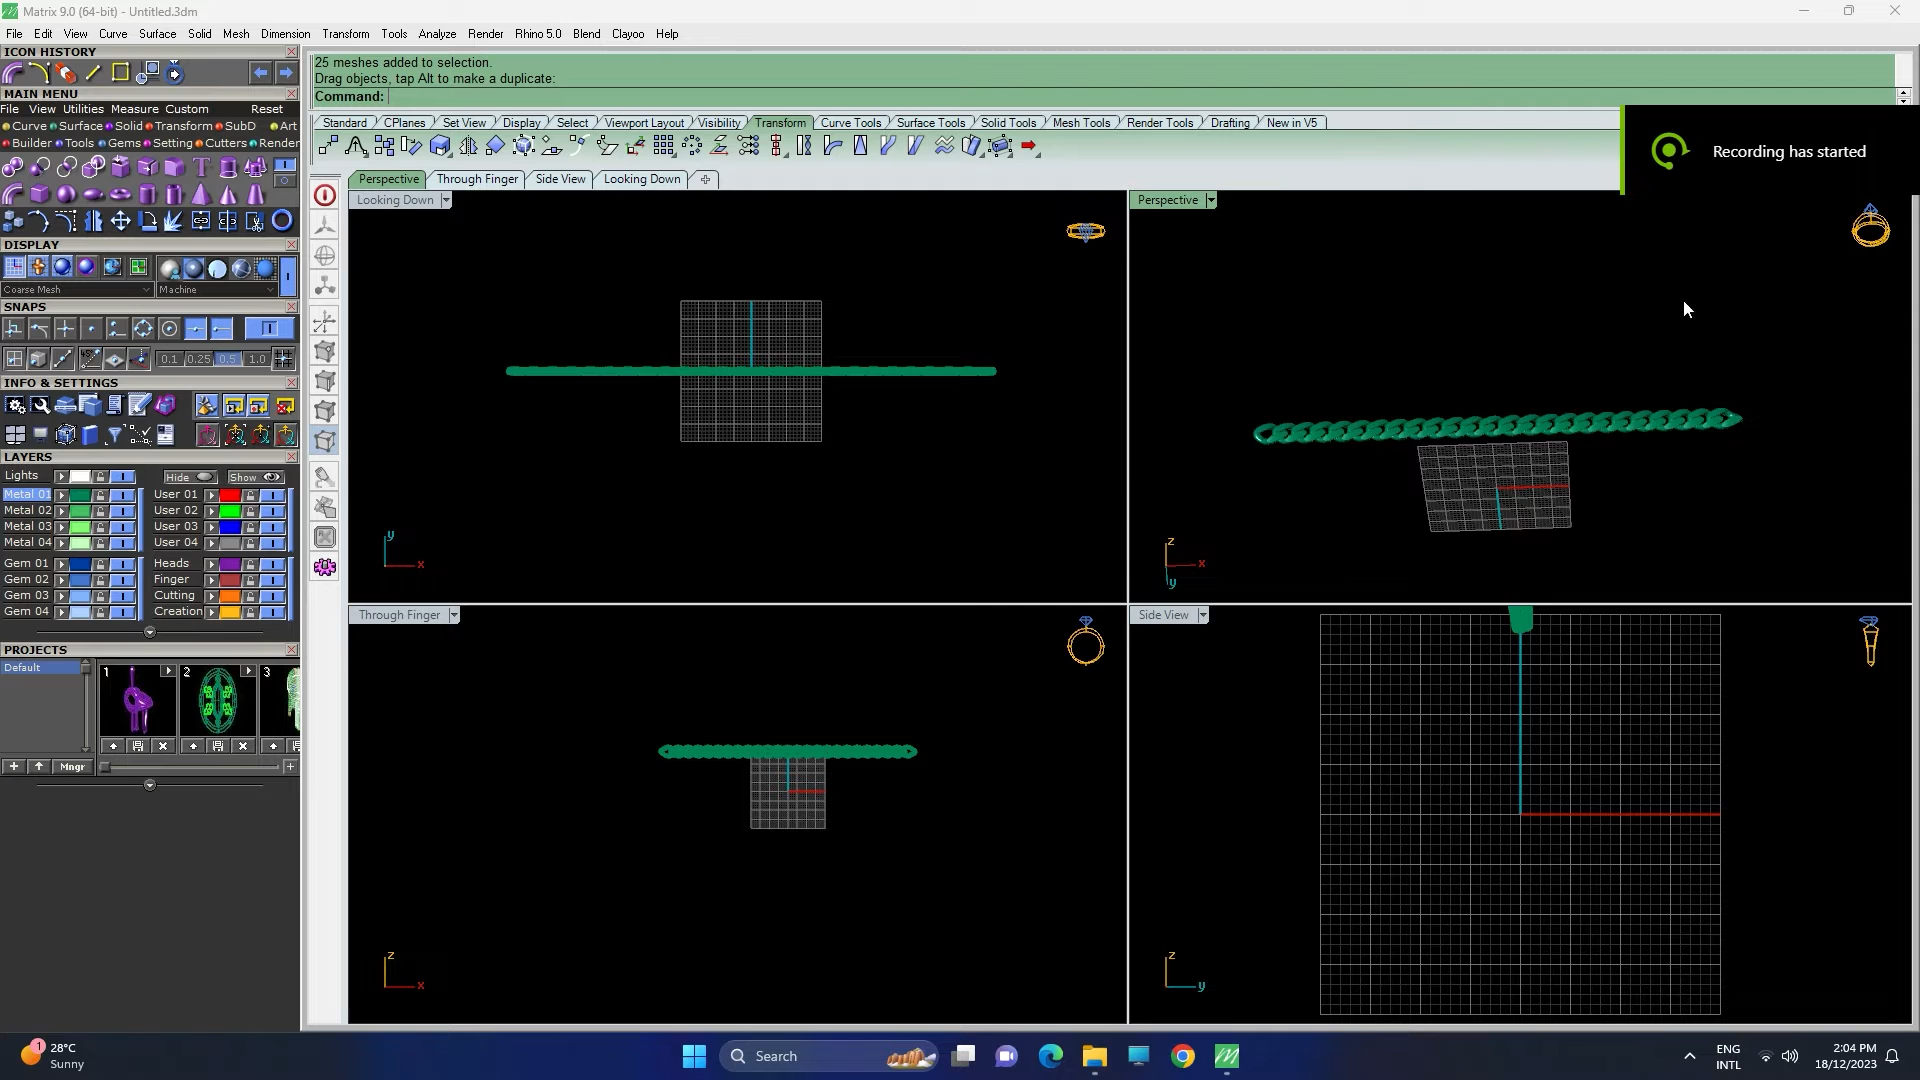 Matrix 9.0 (64-bit) - Untitled.3dm
File Edit View Curve Surface Solid Mesh Dimension Transform Tools Analyze Render Rhino 5.0 Blend Clayoo Help
ICON HISTORY
25 meshes added to selection.
Drag objects, tap Alt to make a duplicate:
Command:
MAIN MENU
File View Utilities Measure Custom Reset
Curve Surface Solid Transform SubD Art
Builder Tools Gems Setting Cutters Render
Standard CPlanes Set View Display Select Viewport Layout Visibility Transform Curve Tools Surface Tools Solid Tools Mesh Tools Render Tools Drafting New in V5
Recording has started
Perspective Through Finger Side View Looking Down
Looking Down
Perspective
DISPLAY
Coarse Mesh Machine
SNAPS
0.1 0.25 0.5 1.0
INFO & SETTINGS
LAYERS
Lights Hide Show
Metal 01 User 01
Metal 02 User 02
Metal 03 User 03
Metal 04 User 04
Gem 01 Heads
Gem 02 Finger
Gem 03 Cutting
Gem 04 Creation
y
x
z
x
y
Through Finger
Side View
PROJECTS
Default
1
2
3
Mngr
z
x
z
y
1
28°C
Sunny
Search
ENG
INTL
2:04 PM
18/12/2023